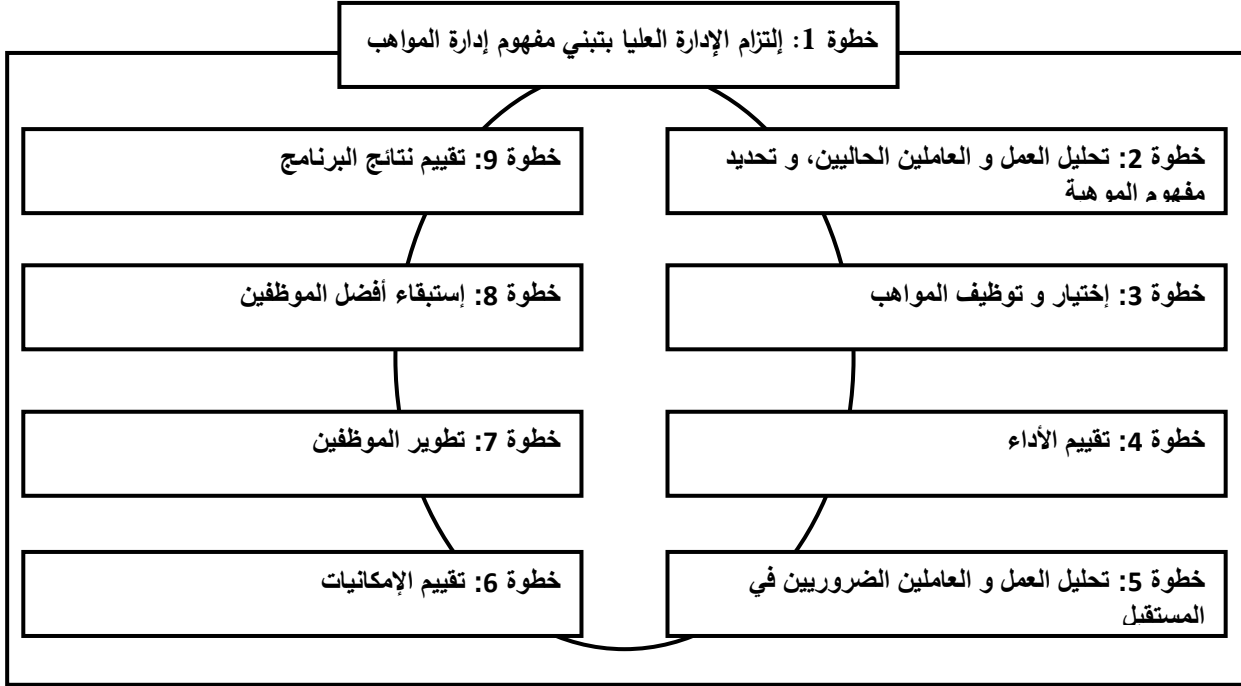 خطوة 1: إلتزام الإدارة العليا بتبني مفهوم إدارة المواهب
خطوة 2: تحليل العمل و العاملين الحاليين، و تحديد
مفهوم الموهبة
خطوة 3: إختيار و توظيف المواهب
خطوة 4: تقييم الأداء
خطوة 5: تحليل العمل و العاملين الضروريين في
المستقبل
خطوة 6: تقييم الإمكانيات
خطوة 7: تطوير الموظفين
خطوة 8: إستبقاء أفضل الموظفين
خطوة 9: تقييم نتائج البرنامج